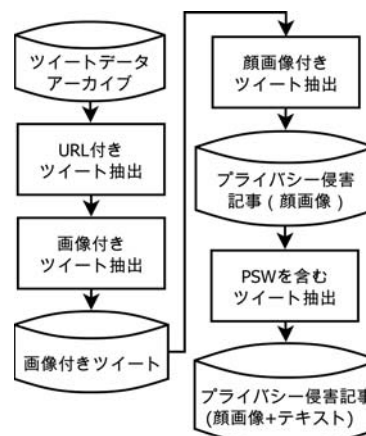 ツイートデータ
アーカイブ
URL付き
ツイート抽出
画像付き
ツイート抽出
画像付きツイート
顔画像付き
ツイート抽出
プライバシー侵害
記事(顔画像)
PSWを含む
ツイート抽出
プライバシー侵害記事
(顔画像+テキスト)